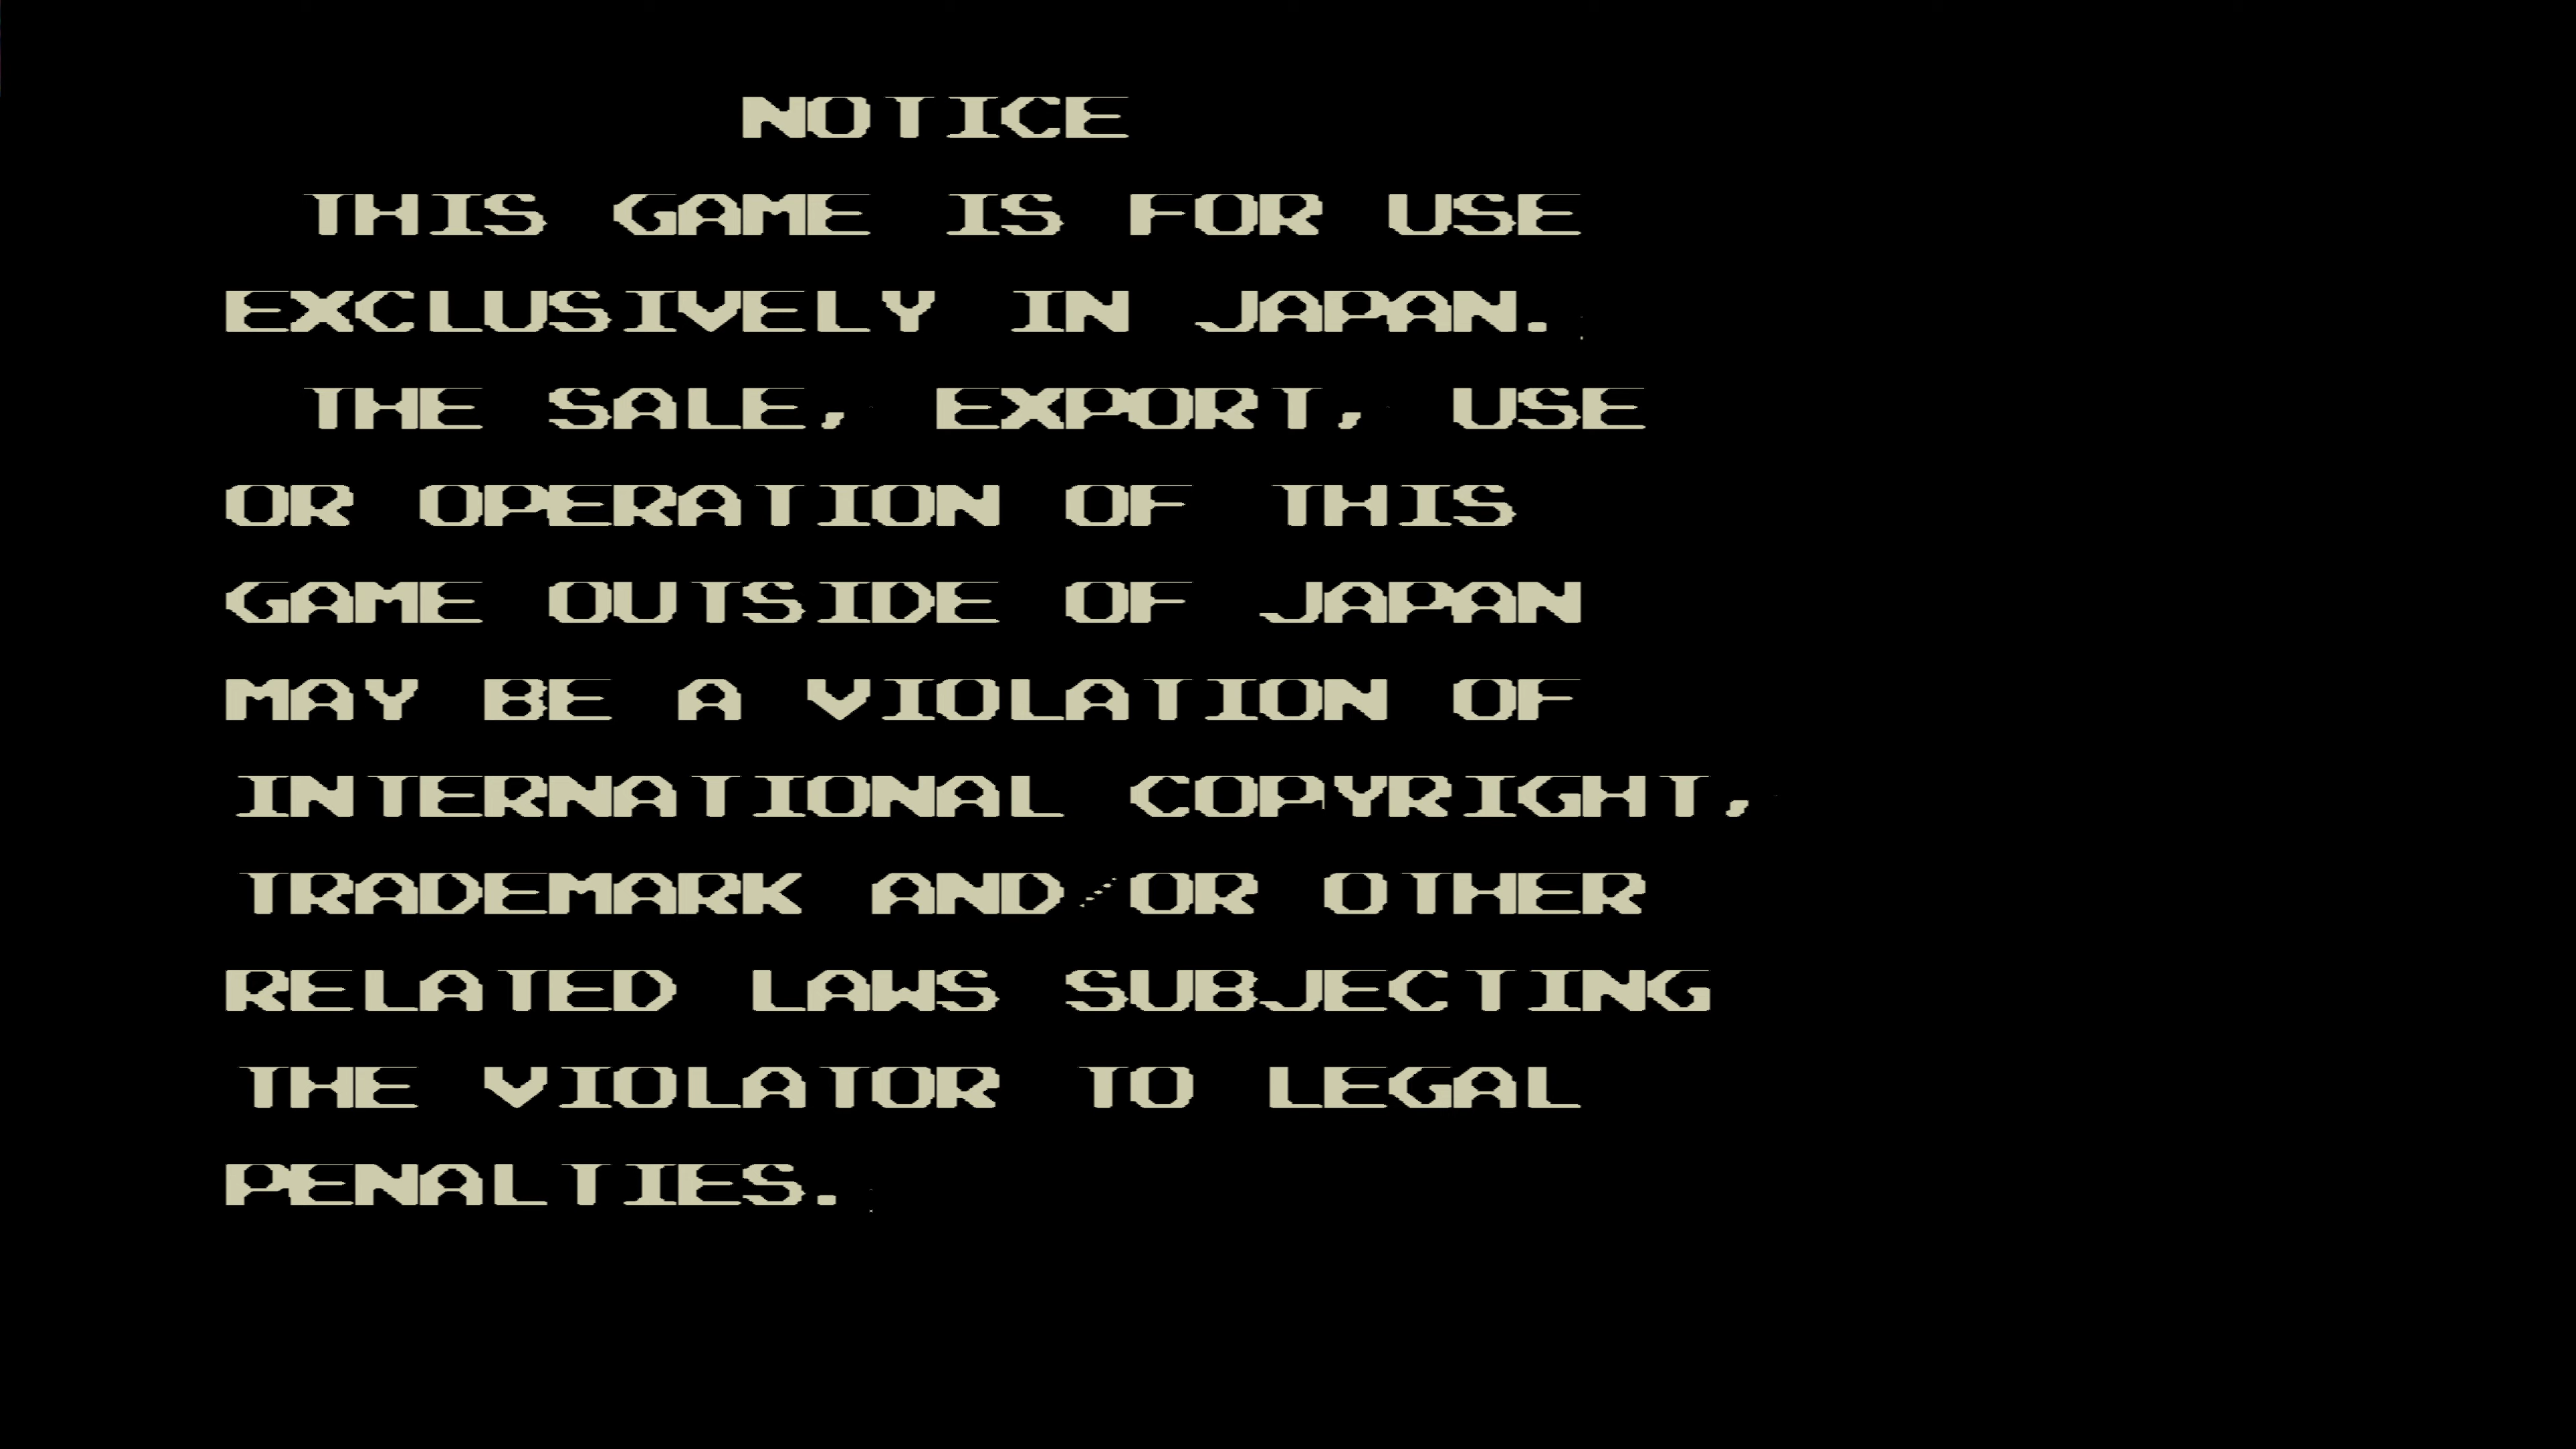 NOTICE
THIS GAME IS FOR USE
EXCLUSIVELY IN JAPAN.
THE SALE, EXPORT, USE
OR OPERATION OF THIS
GAME OUTSIDE OF JAPAN
MAY BE A VIOLATION OF
INTERNATIONAL COPYRIGHT,
TRADEMARK AND/OR OTHER
RELATED LAWS SUBJECTING
THE VIOLATOR TO LEGAL
PENALTIES.